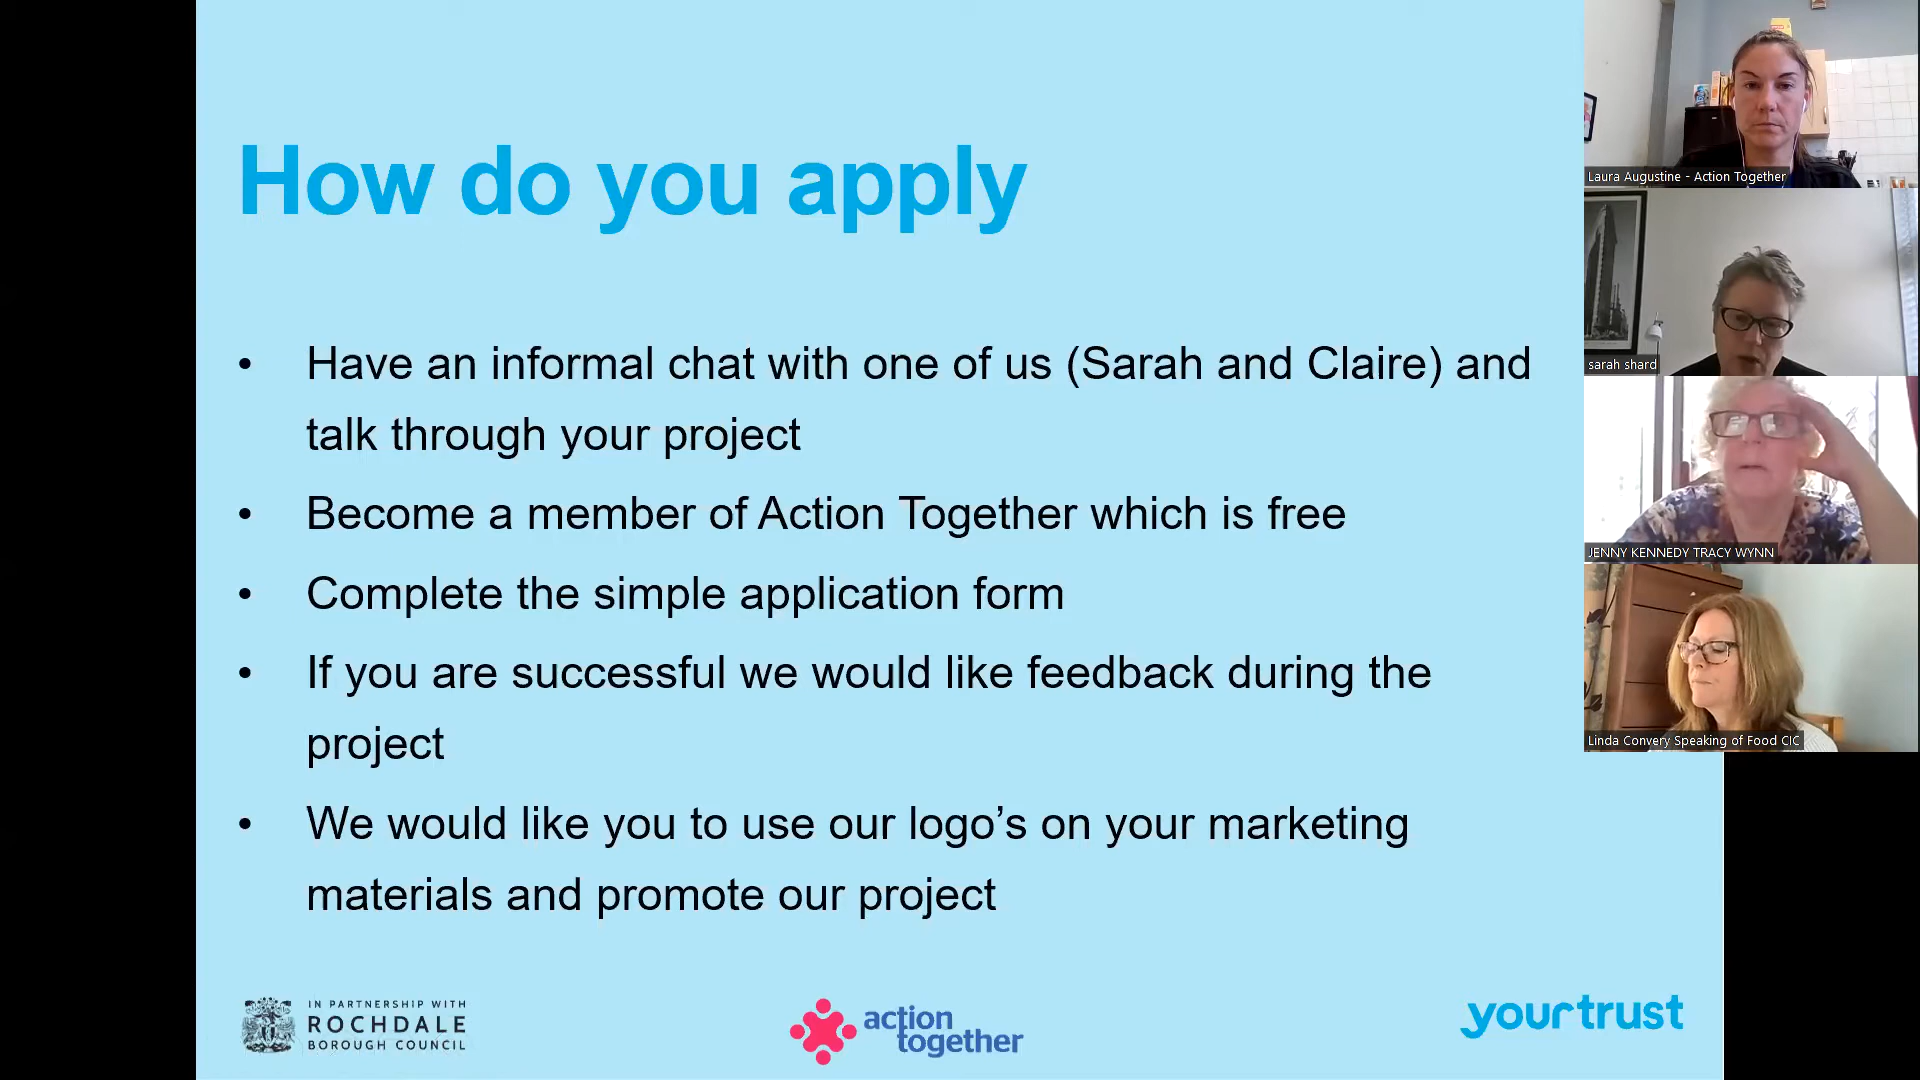 How do you apply
• Have an informal chat with one of us (Sarah and Claire) and
talk through your project
• Become a member of Action Together which is free
• Complete the simple application form
• If you are successful we would like feedback during the
project
• We would like you to use our logo’s on your marketing
materials and promote our project
IN PARTNERSHIP WITH
ROCHDALE
BOROUGH COUNCIL
action
together
yourtrust
Laura Augustine - Action Together
sarah shard
JENNY KENNEDY TRACY WYNN
Linda Convery Speaking of Food CIC